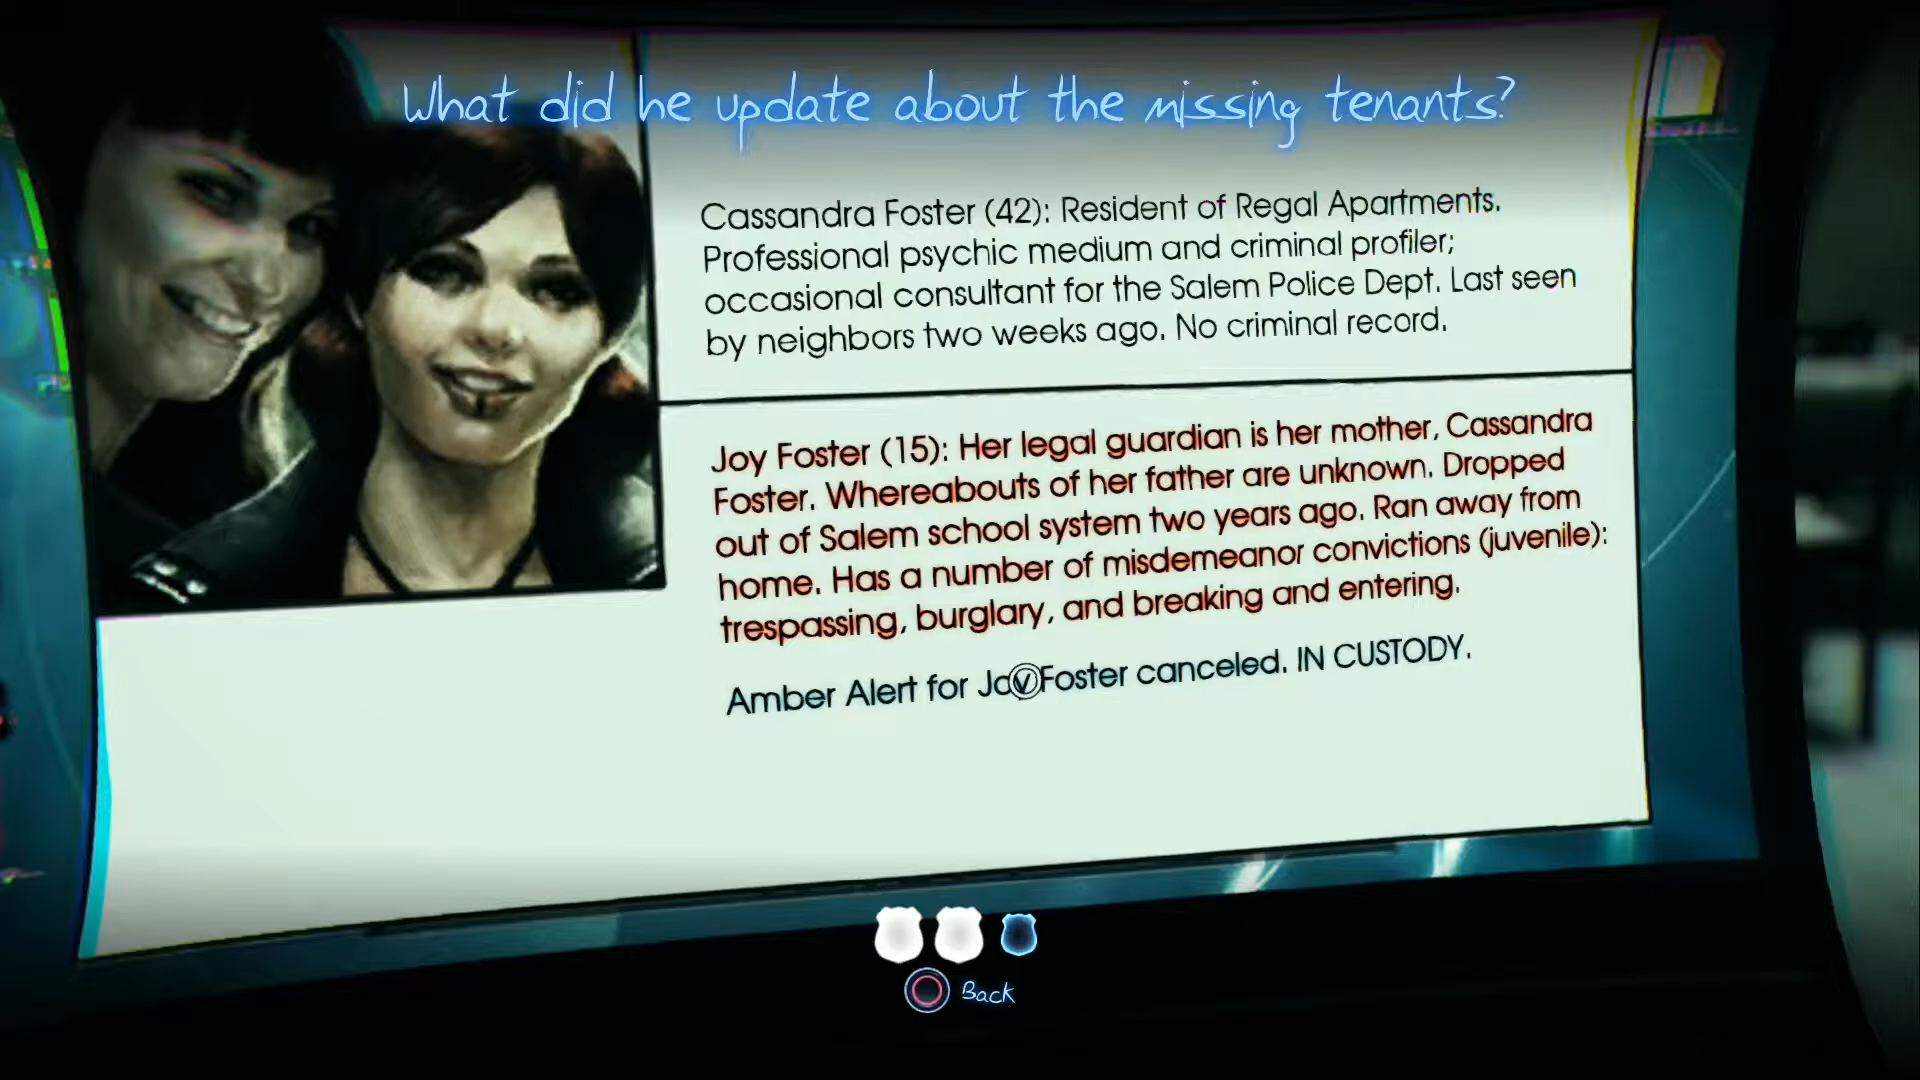 What did he update about the missing tenants?
Cassandra Foster (42): Resident of Regal Apartments.
Professional psychic medium and criminal profiler;
occasional consultant for the Salem Police Dept. Last seen
by neighbors two weeks ago. No criminal record.
Joy Foster (15): Her legal guardian is her mother, Cassandra
Foster. Whereabouts of her father are unknown. Dropped
out of Salem school system two years ago. Ran away from
home. Has a number of misdemeanor convictions (juvenile):
trespassing, burglary, and breaking and entering.
Amber Alert for Joy Foster canceled. IN CUSTODY.
Back